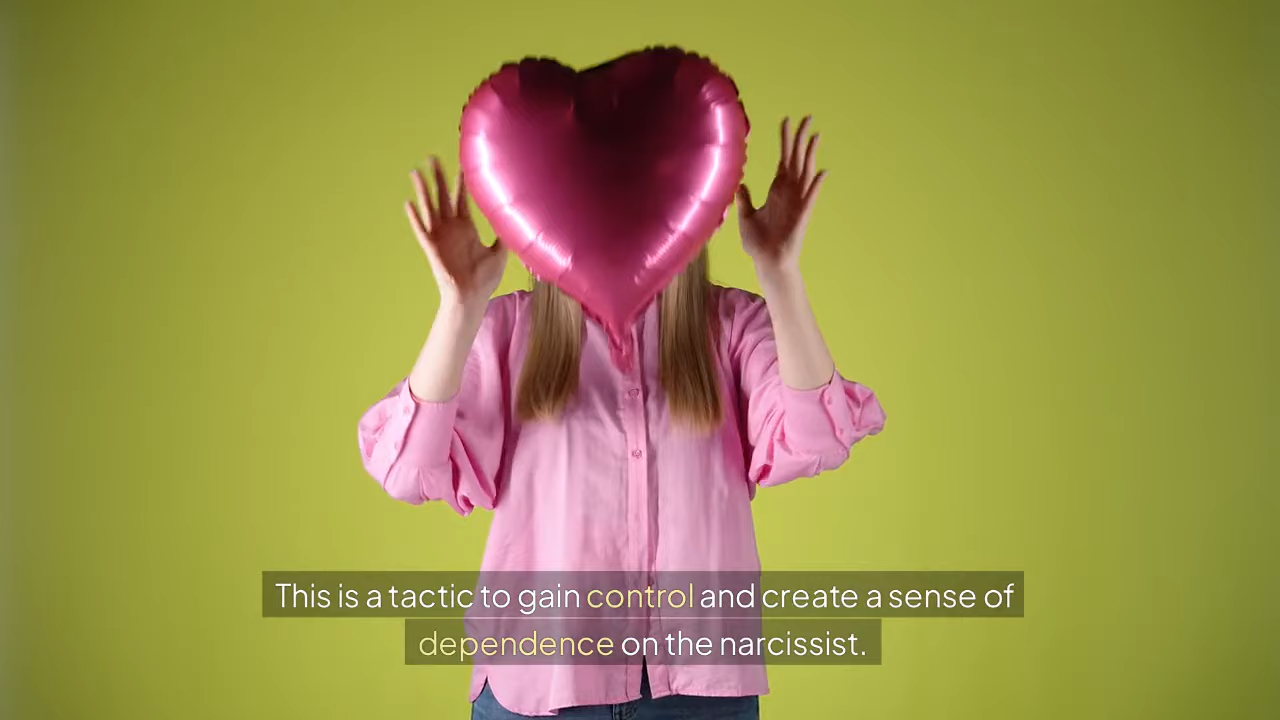 This is a tactic to gain control and create a sense of
dependence on the narcissist.